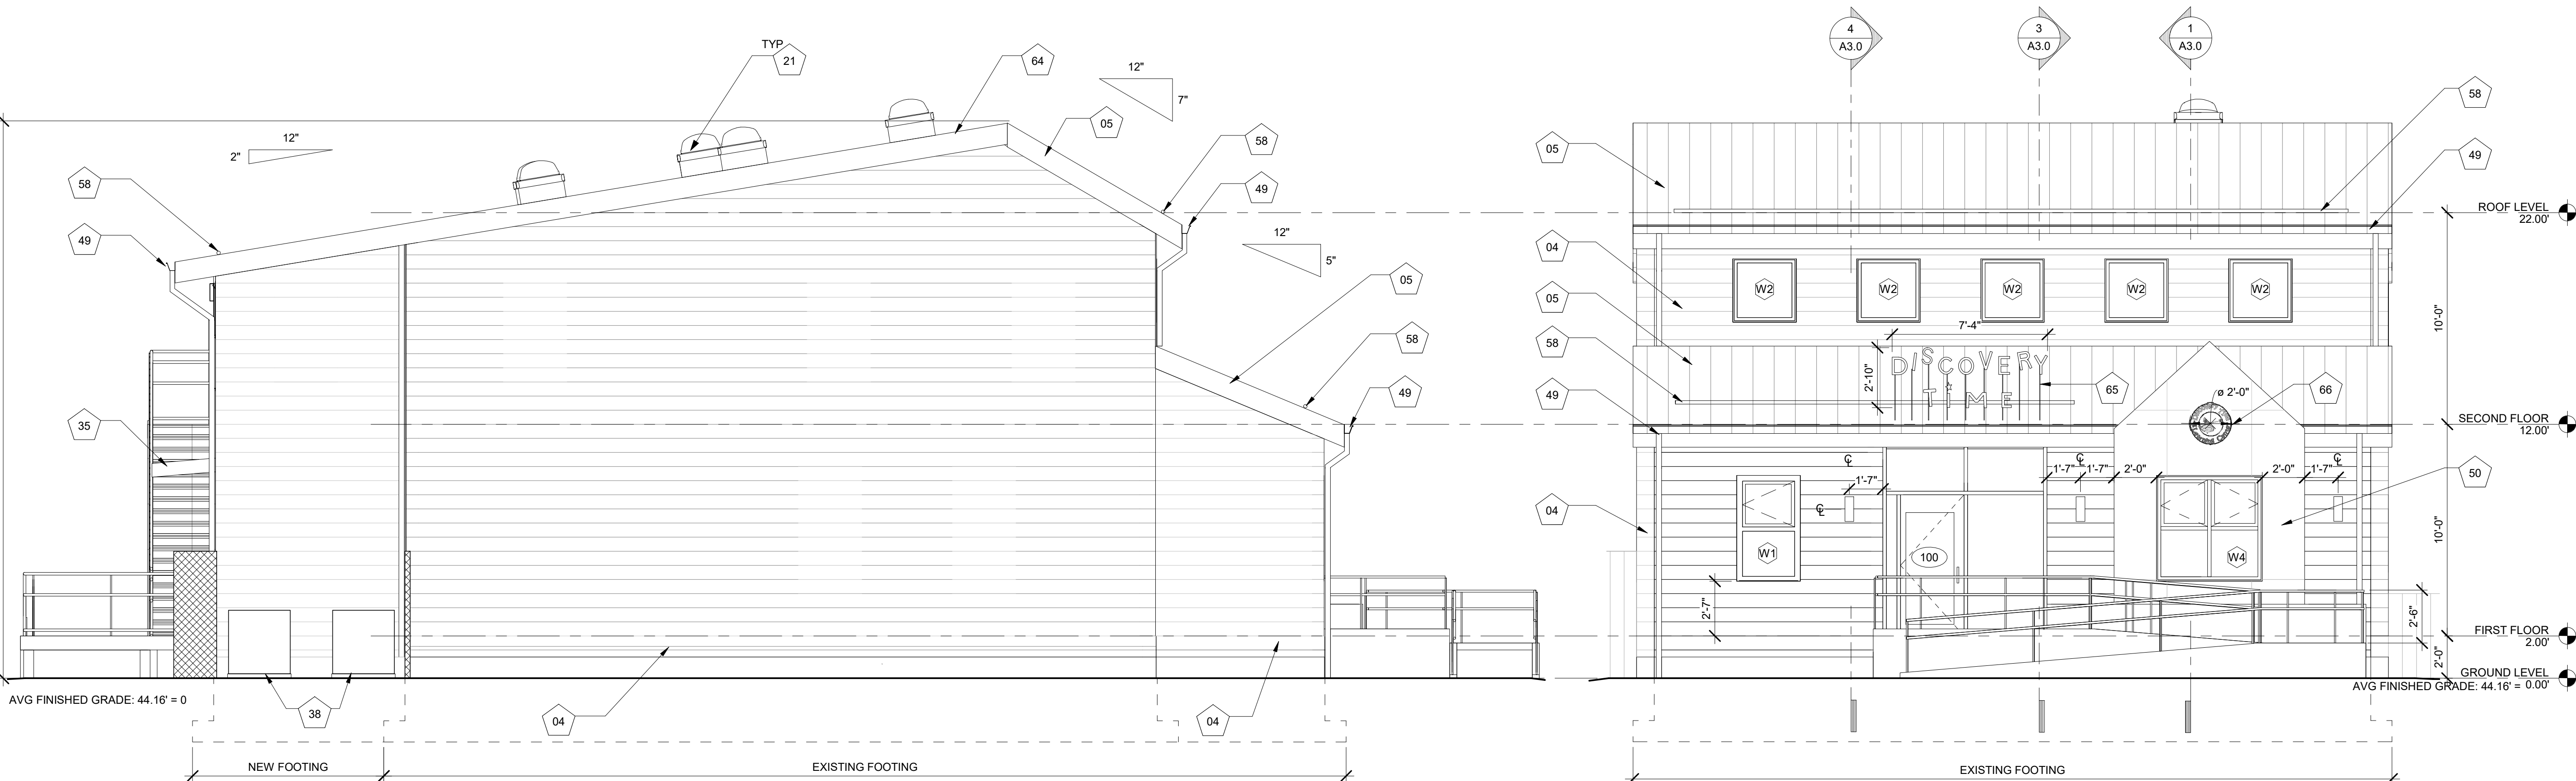 TYP
21
64
12"
7"
05
58
49
12"
2"
58
49
12"
5"
05
58
49
35
38
04
04
AVG FINISHED GRADE: 44.16' = 0
NEW FOOTING
EXISTING FOOTING
4
A3.0
3
A3.0
1
A3.0
58
49
05
04
05
58
49
04
ROOF LEVEL
22.00'
W2
W2
W2
W2
W2
7'-4"
10'-0"
2'-10"
DISCOVERY
TIME
65
ø 2'-0"
66
SECOND FLOOR
12.00'
50
℄
℄
℄
1'-7"
1'-7"
1'-7"
2'-0"
2'-0"
1'-7"
℄
W1
100
W4
10'-0"
2'-7"
2'-6"
FIRST FLOOR
2.00'
2'-0"
GROUND LEVEL
AVG FINISHED GRADE: 44.16' = 0.00'
EXISTING FOOTING